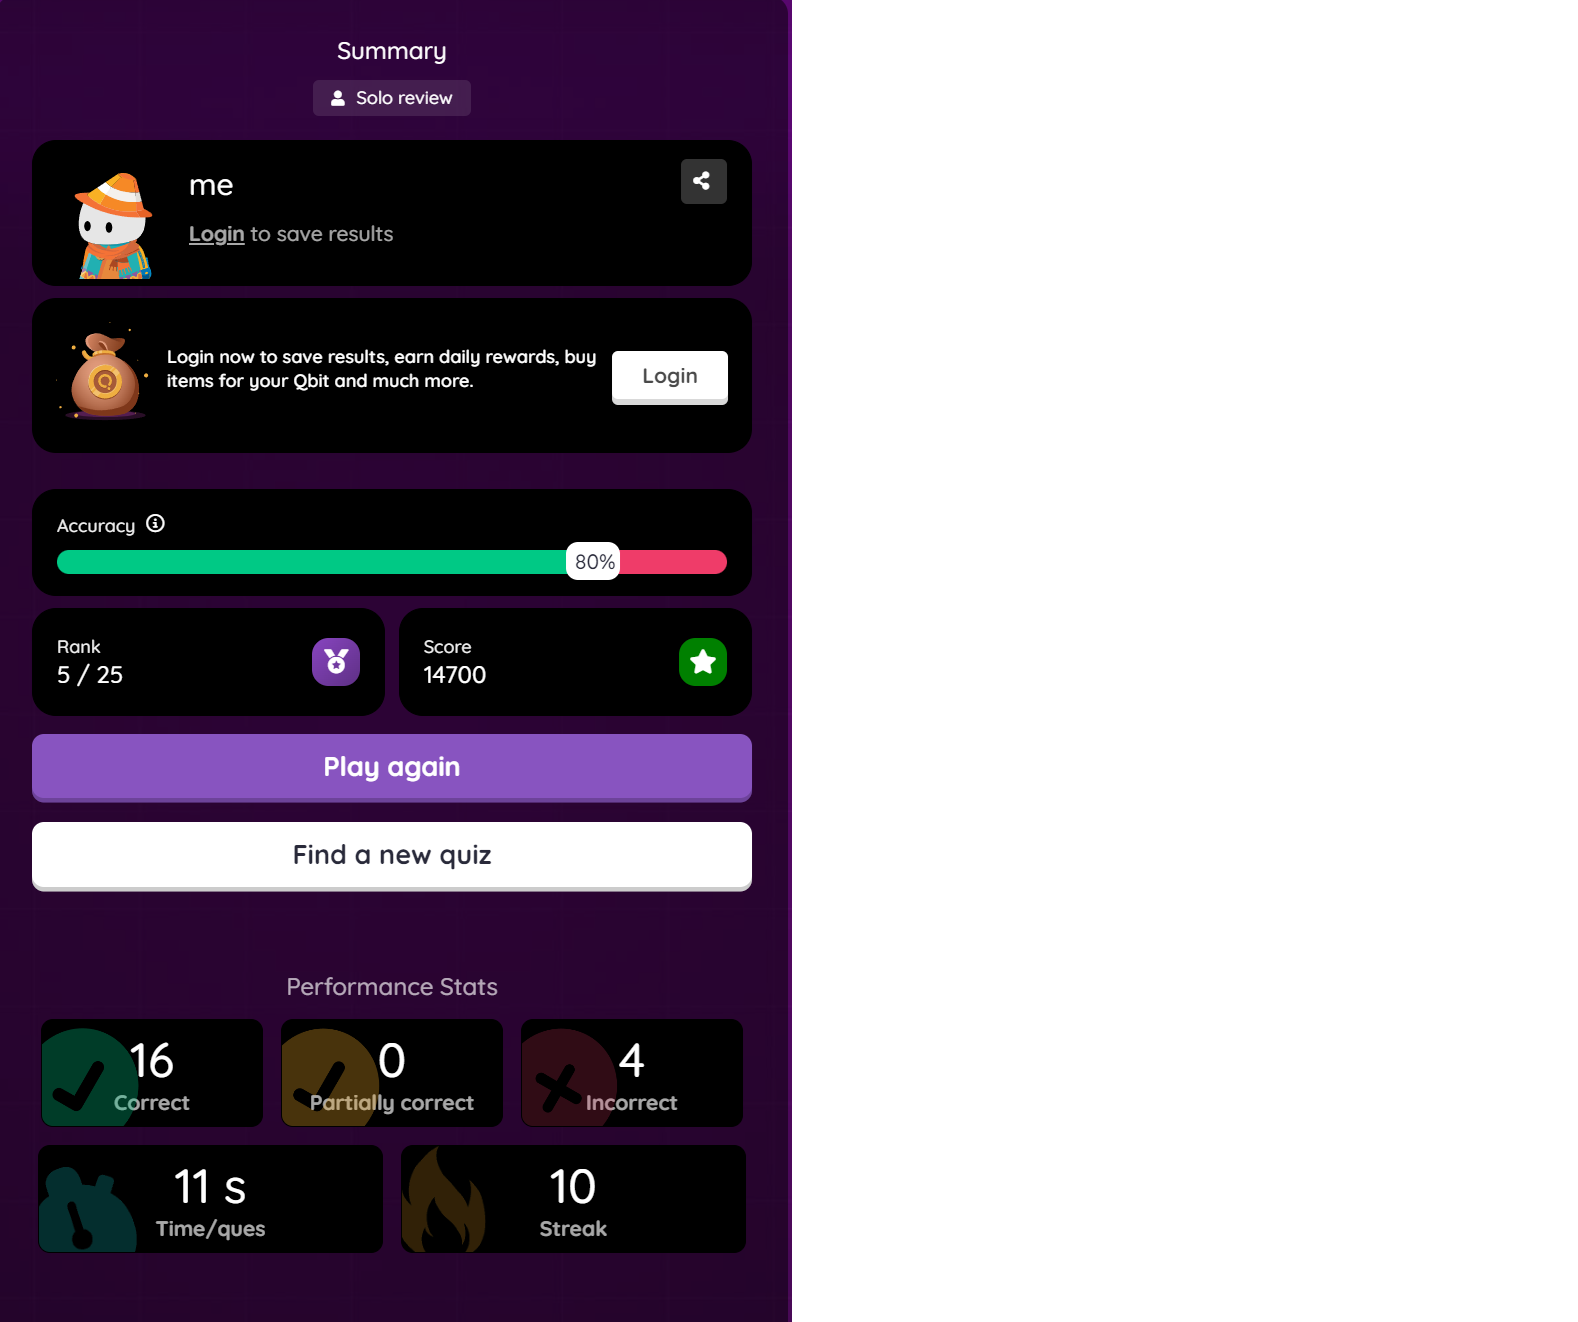 Summary
Solo review
me
Login to save results
Login now to save results, earn daily rewards, buy
items for your Qbit and much more.
Login
Accuracy
80%
Rank
5 / 25
Score
14700
Play again
Find a new quiz
Performance Stats
16
Correct
0
Partially correct
4
Incorrect
11 s
Time/ques
10
Streak